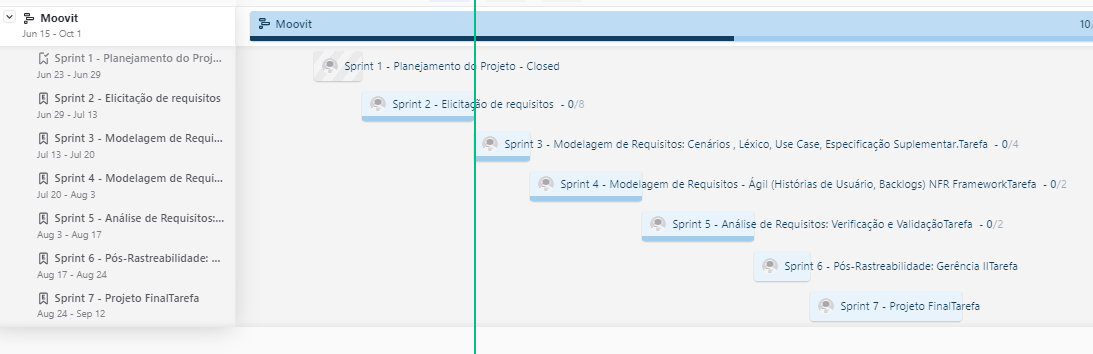 Moovit
Jun 15 - Oct 1
Sprint 1 - Planejamento do Proj...
Jun 23 - Jun 29
Sprint 2 - Elicitação de requisitos
Jun 29 - Jul 13
Sprint 3 - Modelagem de Requi...
Jul 13 - Jul 20
Sprint 4 - Modelagem de Requi...
Jul 20 - Aug 3
Sprint 5 - Análise de Requisitos:...
Aug 3 - Aug 17
Sprint 6 - Pós-Rastreabilidade: ...
Aug 17 - Aug 24
Sprint 7 - Projeto FinalTarefa
Aug 24 - Sep 12
Moovit 10
Sprint 1 - Planejamento do Projeto - Closed
Sprint 2 - Elicitação de requisitos - 0/8
Sprint 3 - Modelagem de Requisitos: Cenários , Léxico, Use Case, Especificação Suplementar.Tarefa - 0/4
Sprint 4 - Modelagem de Requisitos - Ágil (Histórias de Usuário, Backlogs) NFR FrameworkTarefa - 0/2
Sprint 5 - Análise de Requisitos: Verificação e ValidaçãoTarefa - 0/2
Sprint 6 - Pós-Rastreabilidade: Gerência IITarefa
Sprint 7 - Projeto FinalTarefa